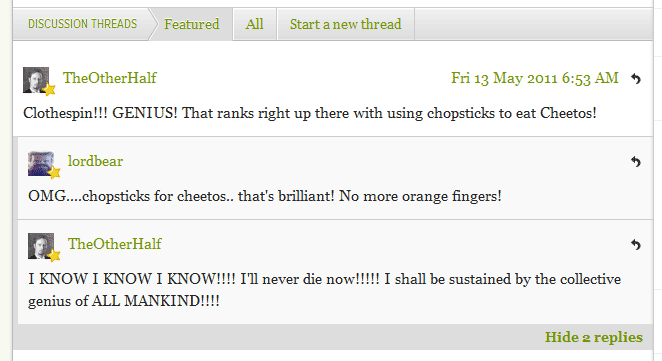 DISCUSSION THREADS Featured All Start a new thread
TheOtherHalf Fri 13 May 2011 6:53 AM
Clothespin!!! GENIUS! That ranks right up there with using chopsticks to eat Cheetos!
lordbear
OMG....chopsticks for cheetos.. that's brilliant! No more orange fingers!
TheOtherHalf
I KNOW I KNOW I KNOW!!!! I'll never die now!!!!! I shall be sustained by the collective
genius of ALL MANKIND!!!!
Hide 2 replies